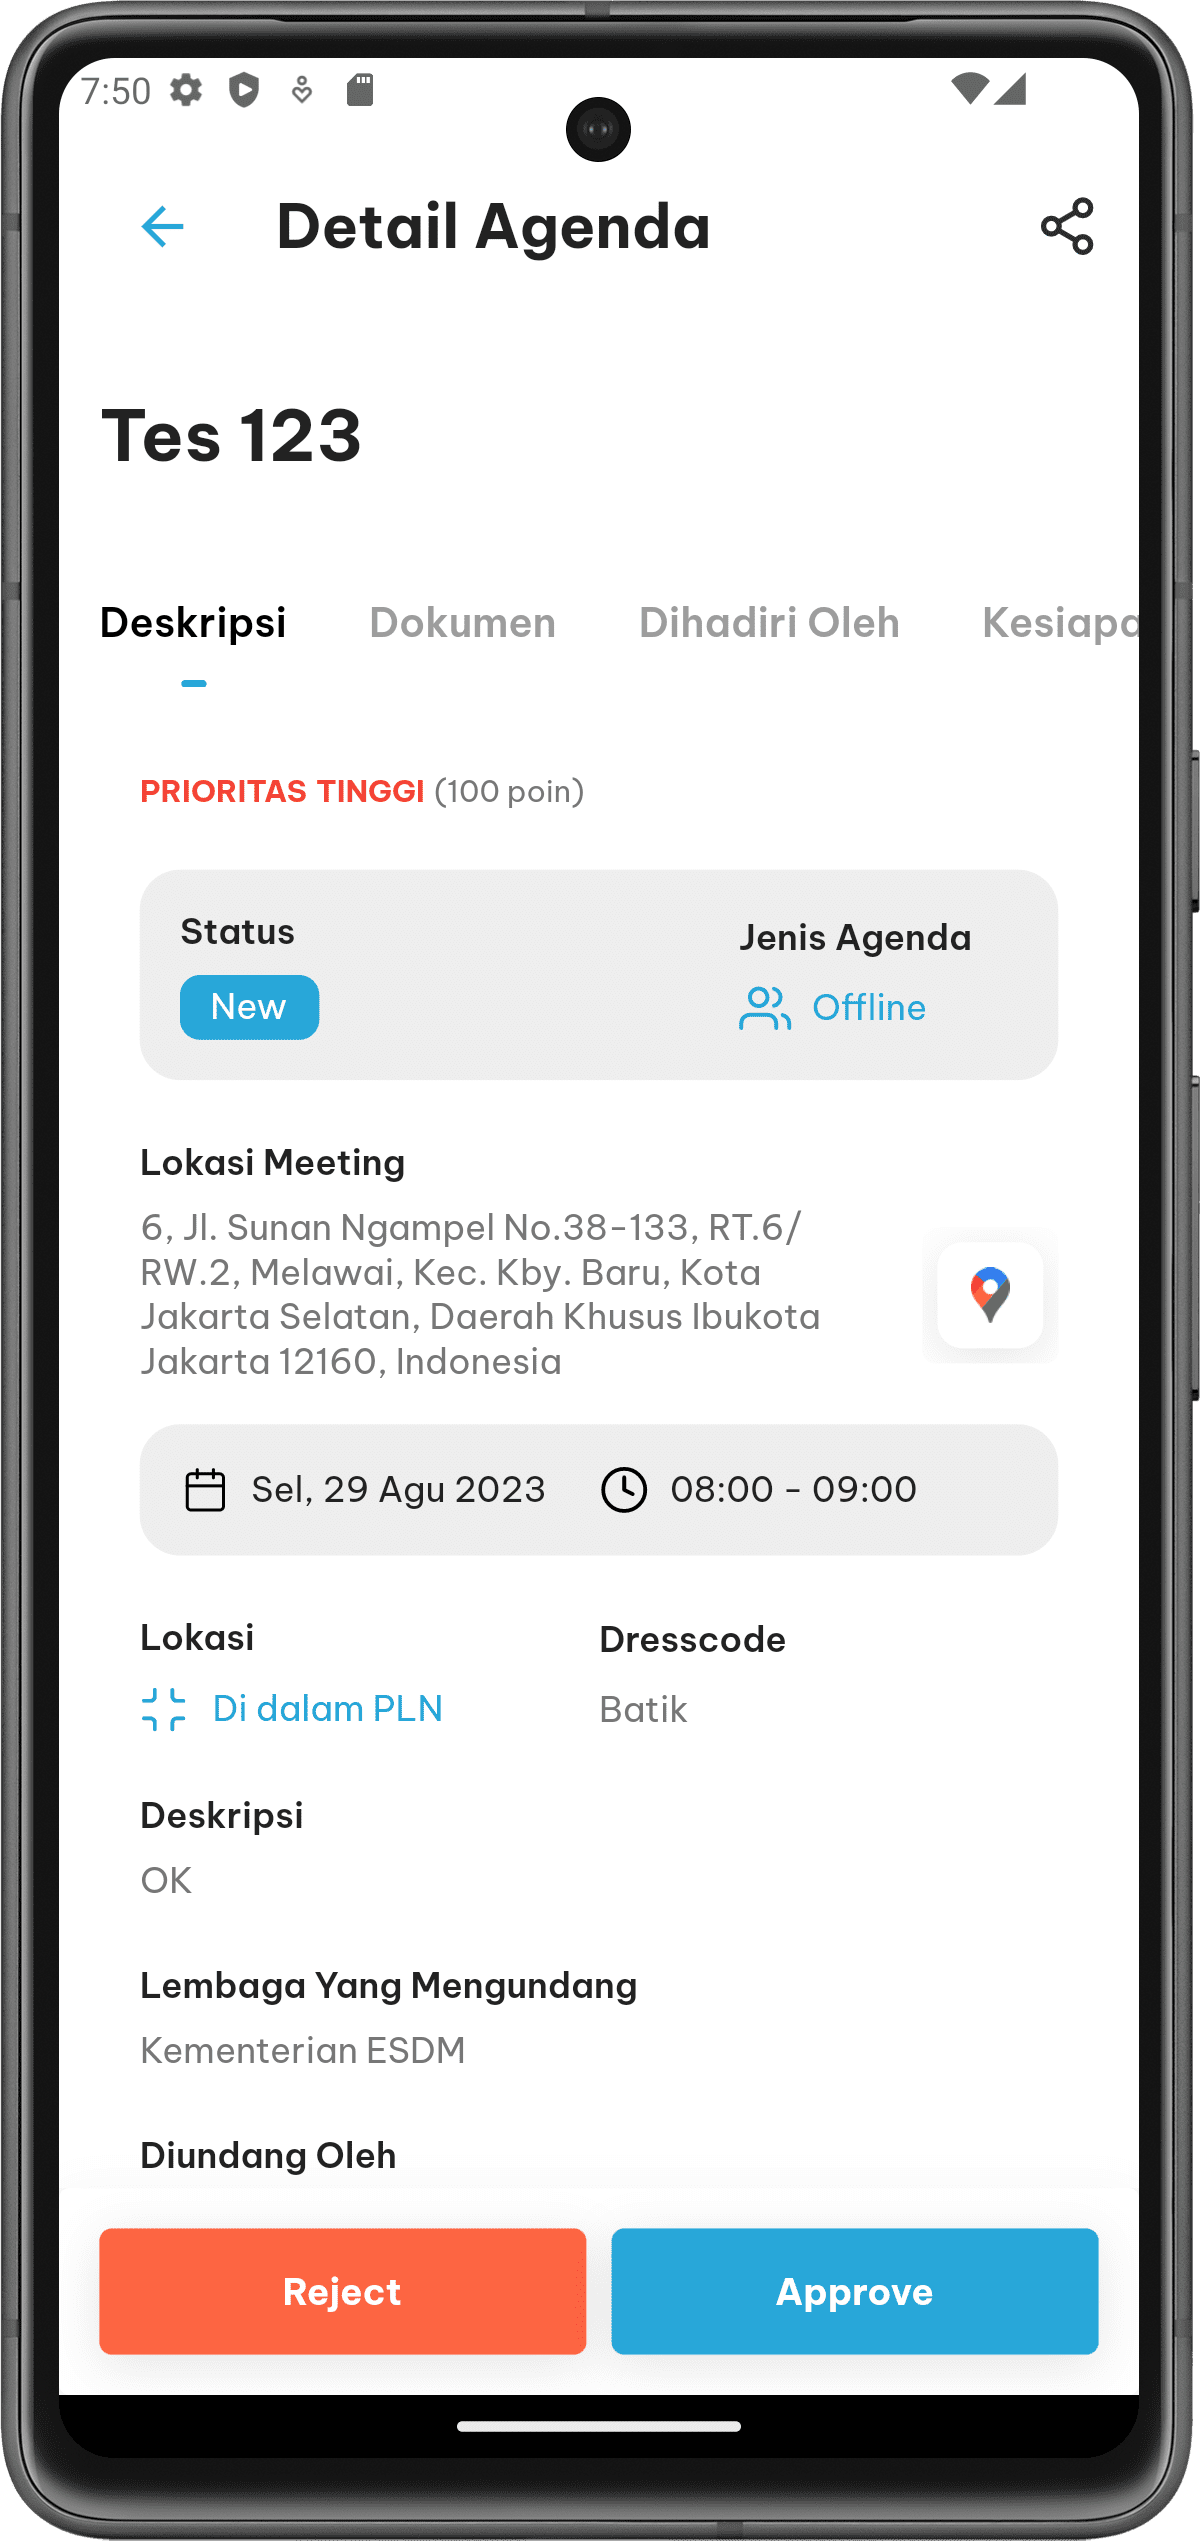 7:50
Detail Agenda
Tes 123
Deskripsi Dokumen Dihadiri Oleh Kesiapa
PRIORITAS TINGGI (100 poin)
Status Jenis Agenda
New Offline
Lokasi Meeting
6, Jl. Sunan Ngampel No.38-133, RT.6/
RW.2, Melawai, Kec. Kby. Baru, Kota
Jakarta Selatan, Daerah Khusus Ibukota
Jakarta 12160, Indonesia
Sel, 29 Agu 2023 08:00 - 09:00
Lokasi Dresscode
Di dalam PLN Batik
Deskripsi
OK
Lembaga Yang Mengundang
Kementerian ESDM
Diundang Oleh
Reject Approve